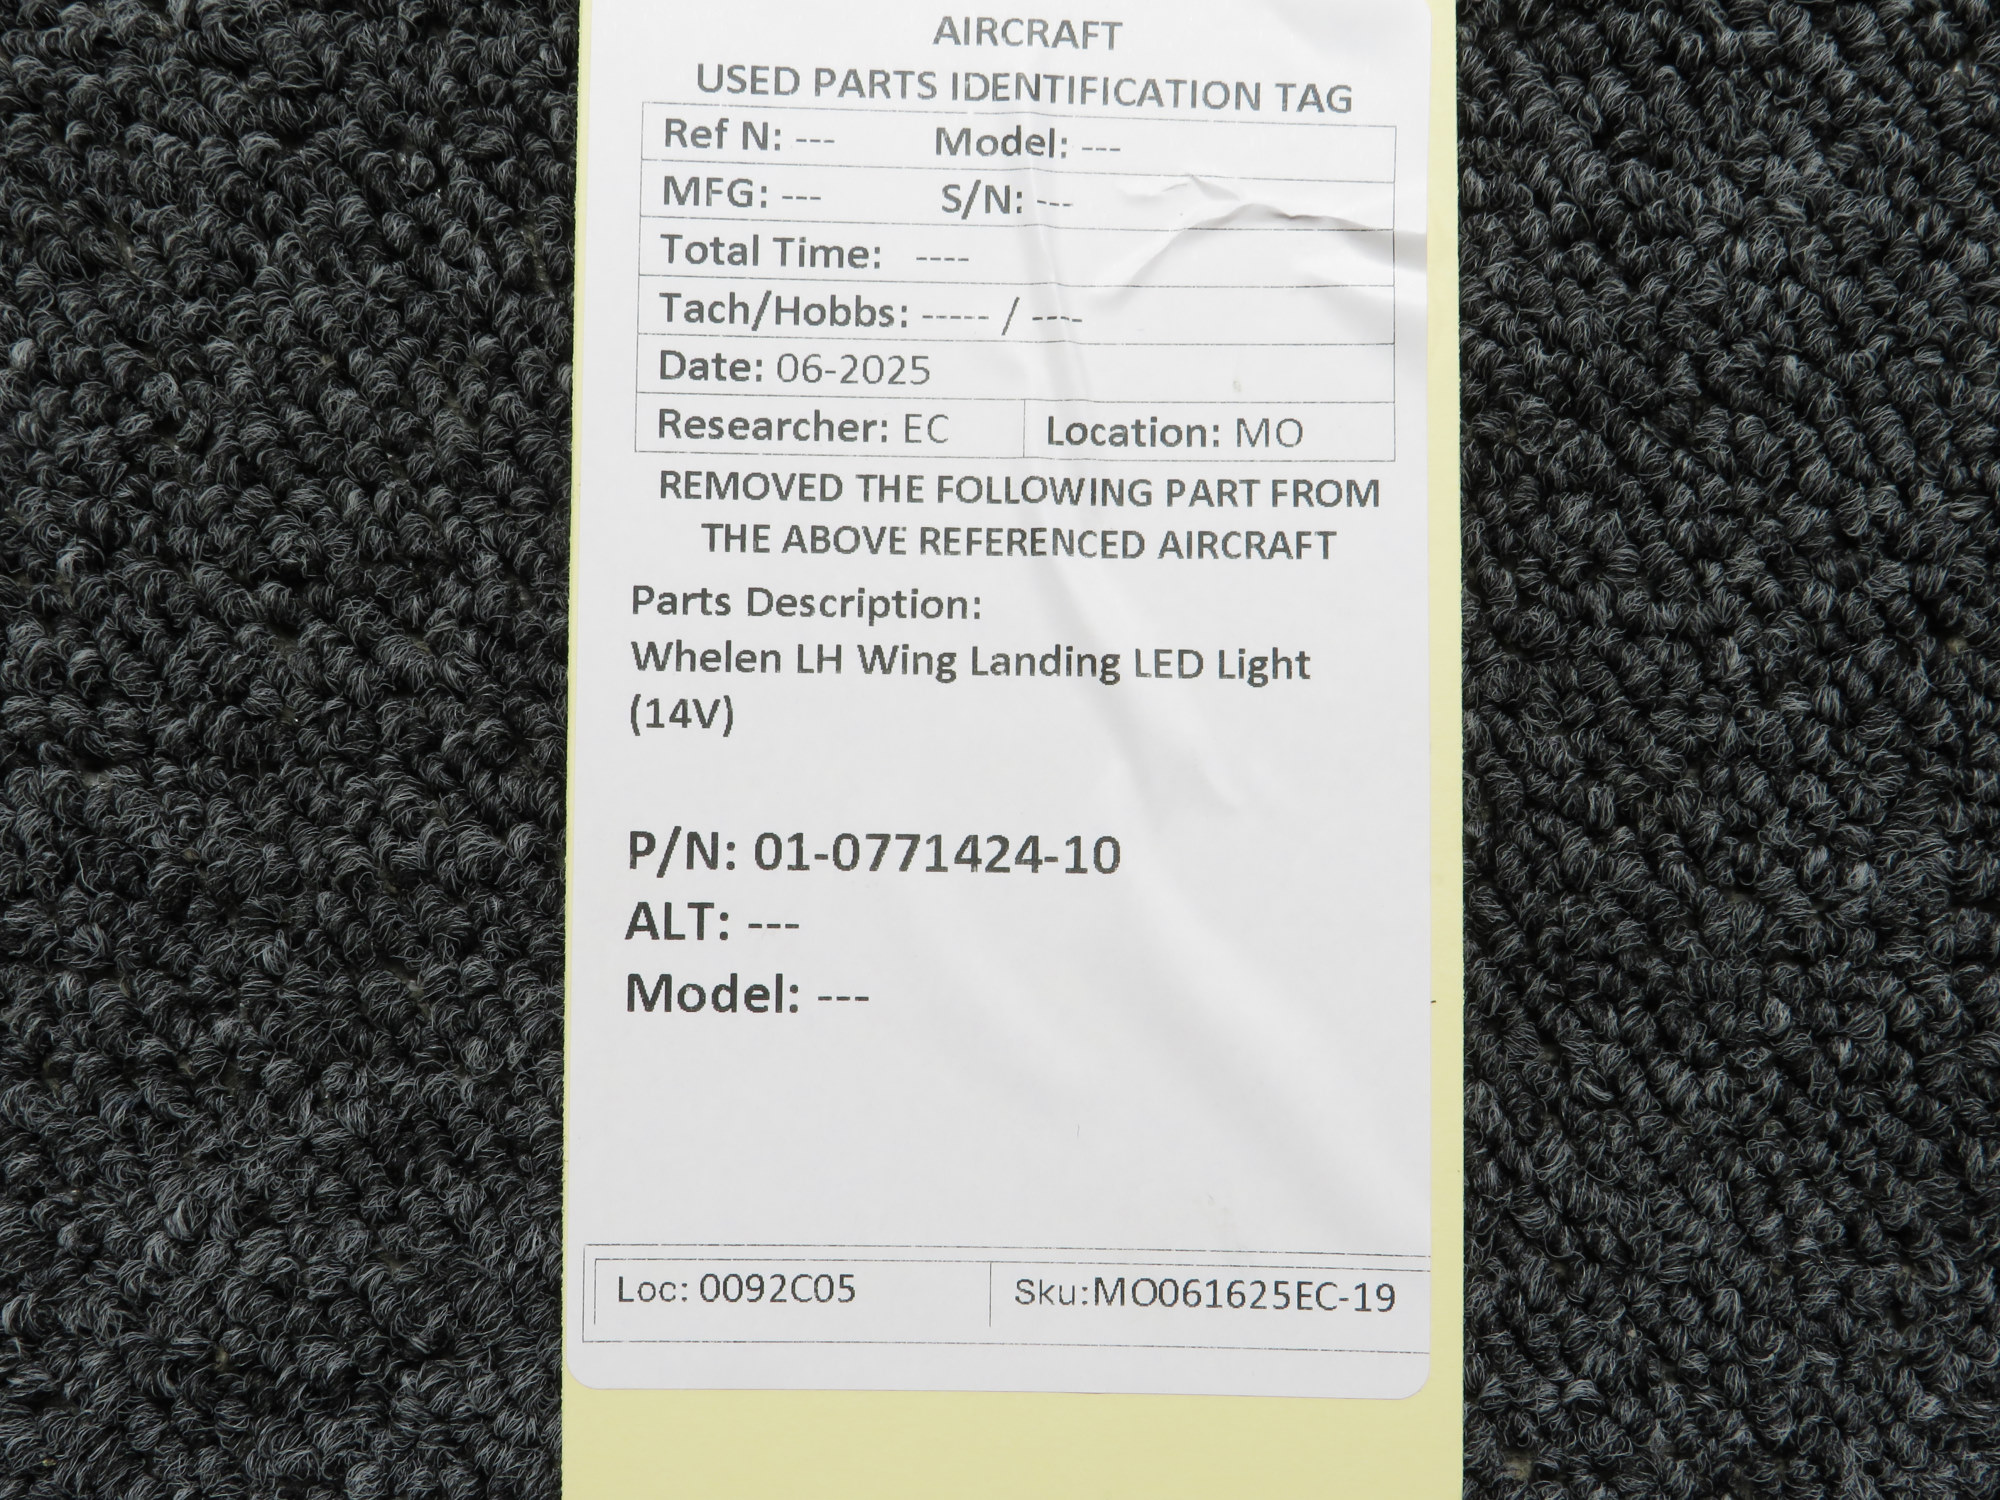 AIRCRAFT
USED PARTS IDENTIFICATION TAG
Ref N: --- Model: ---
MFG: --- S/N: ---
Total Time: ----
Tach/Hobbs: ----- / ----
Date: 06-2025
Researcher: EC Location: MO
REMOVED THE FOLLOWING PART FROM
THE ABOVE REFERENCED AIRCRAFT
Parts Description:
Whelen LH Wing Landing LED Light
(14V)
P/N: 01-0771424-10
ALT: ---
Model: ---
Loc: 0092C05 Sku:MO061625EC-19